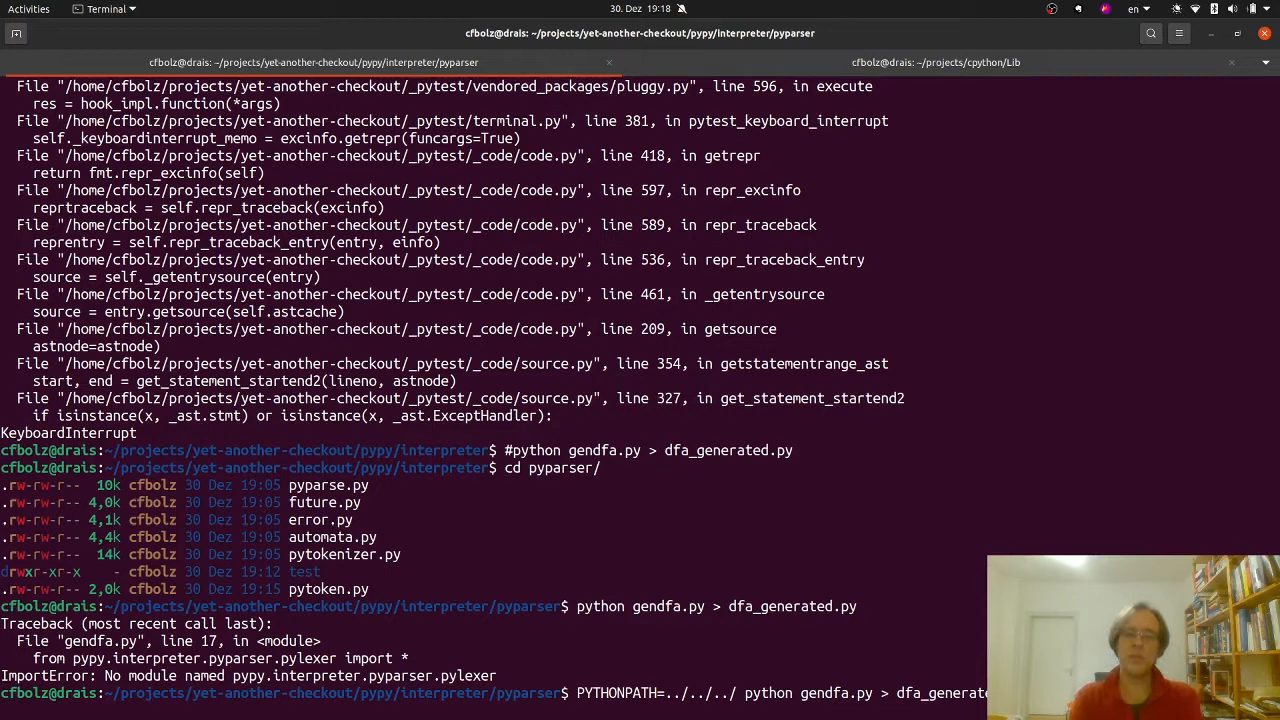 Activities
Terminal
30. Dez 19:18
en
cfbolz@drais: ~/projects/yet-another-checkout/pypy/interpreter/pyparser
cfbolz@drais: ~/projects/yet-another-checkout/pypy/interpreter/pyparser
cfbolz@drais: ~/projects/cpython/Lib
File "/home/cfbolz/projects/yet-another-checkout/_pytest/vendored_packages/pluggy.py", line 596, in execute
res = hook_impl.function(*args)
File "/home/cfbolz/projects/yet-another-checkout/_pytest/terminal.py", line 381, in pytest_keyboard_interrupt
self._keyboardinterrupt_memo = excinfo.getrepr(funcargs=True)
File "/home/cfbolz/projects/yet-another-checkout/_pytest/_code/code.py", line 418, in getrepr
return fmt.repr_excinfo(self)
File "/home/cfbolz/projects/yet-another-checkout/_pytest/_code/code.py", line 597, in repr_excinfo
reprtraceback = self.repr_traceback(excinfo)
File "/home/cfbolz/projects/yet-another-checkout/_pytest/_code/code.py", line 589, in repr_traceback
reprentry = self.repr_traceback_entry(entry, einfo)
File "/home/cfbolz/projects/yet-another-checkout/_pytest/_code/code.py", line 536, in repr_traceback_entry
source = self._getentrysource(entry)
File "/home/cfbolz/projects/yet-another-checkout/_pytest/_code/code.py", line 461, in _getentrysource
source = entry.getsource(self.astcache)
File "/home/cfbolz/projects/yet-another-checkout/_pytest/_code/code.py", line 209, in getsource
astnode=astnode)
File "/home/cfbolz/projects/yet-another-checkout/_pytest/_code/source.py", line 354, in getstatementrange_ast
start, end = get_statement_startend2(lineno, astnode)
File "/home/cfbolz/projects/yet-another-checkout/_pytest/_code/source.py", line 327, in get_statement_startend2
if isinstance(x, _ast.stmt) or isinstance(x, _ast.ExceptHandler):
KeyboardInterrupt
cfbolz@drais:~/projects/yet-another-checkout/pypy/interpreter$ #python gendfa.py > dfa_generated.py
cfbolz@drais:~/projects/yet-another-checkout/pypy/interpreter$ cd pyparser/
.rw-rw-r-- 10k cfbolz 30 Dez 19:05 pyparse.py
.rw-rw-r-- 4,0k cfbolz 30 Dez 19:05 future.py
.rw-rw-r-- 4,1k cfbolz 30 Dez 19:05 error.py
.rw-rw-r-- 4,4k cfbolz 30 Dez 19:05 automata.py
.rw-rw-r-- 14k cfbolz 30 Dez 19:05 pytokenizer.py
drwxr-xr-x - cfbolz 30 Dez 19:12 test
.rw-rw-r-- 2,0k cfbolz 30 Dez 19:15 pytoken.py
cfbolz@drais:~/projects/yet-another-checkout/pypy/interpreter/pyparser$ python gendfa.py > dfa_generated.py
Traceback (most recent call last):
File "gendfa.py", line 17, in <module>
from pypy.interpreter.pyparser.pylexer import *
ImportError: No module named pypy.interpreter.pyparser.pylexer
cfbolz@drais:~/projects/yet-another-checkout/pypy/interpreter/pyparser$ PYTHONPATH=../../../ python gendfa.py > dfa_generate